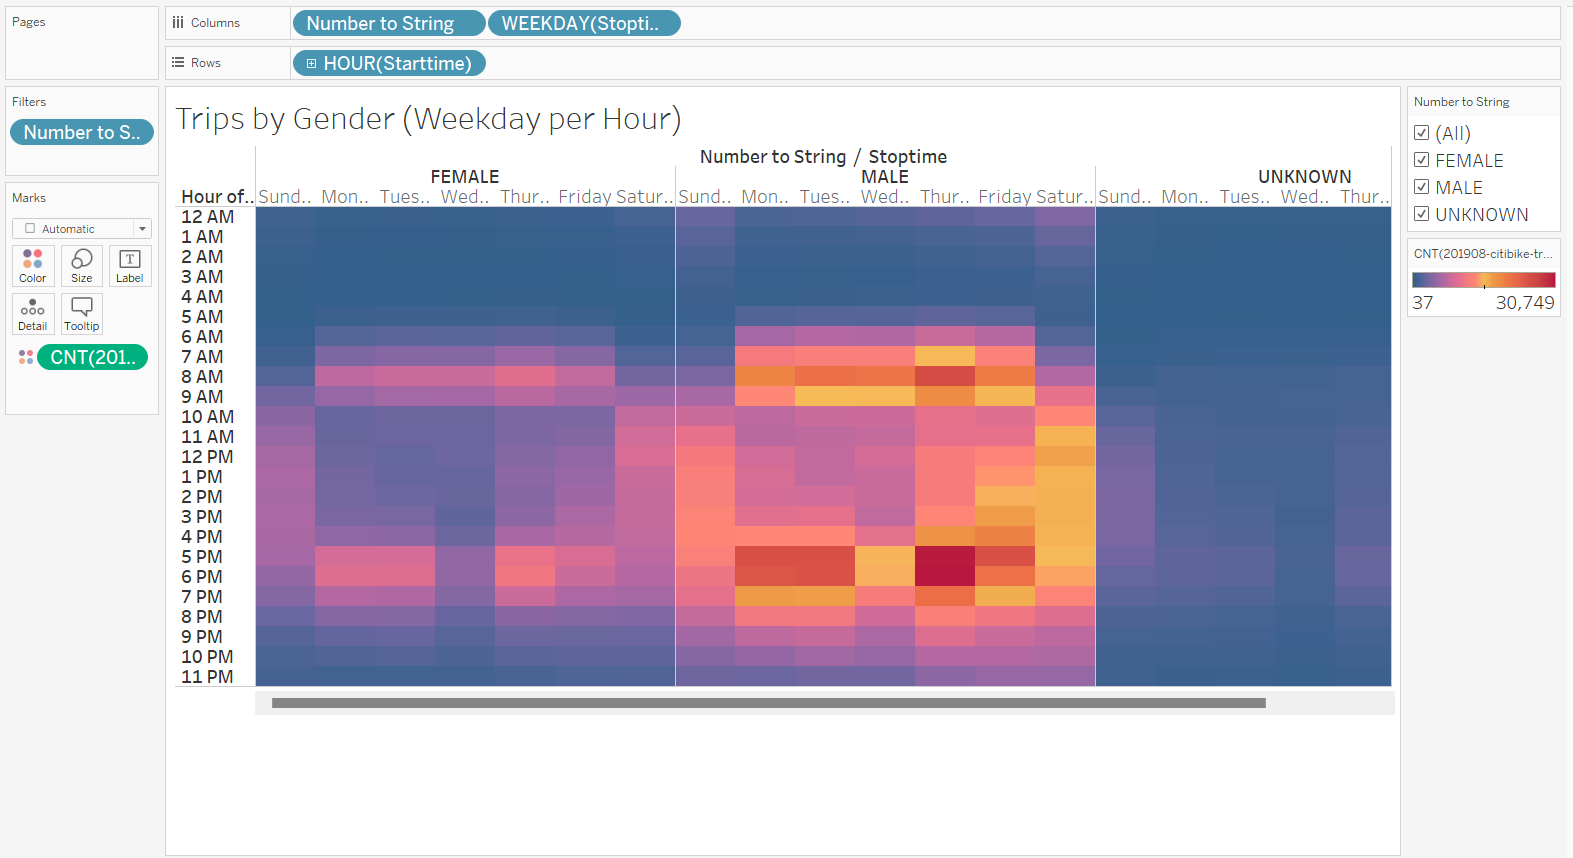 Pages
Columns
Number to String
WEEKDAY(Stopti..
Rows
HOUR(Starttime)
Filters
Number to S..
Marks
Automatic
Color
Size
Label
Detail
Tooltip
CNT(201..
Trips by Gender (Weekday per Hour)
Number to String / Stoptime
FEMALE MALE UNKNOWN
Hour of.. Sund.. Mon.. Tues.. Wed.. Thur.. Friday Satur.. Sund.. Mon.. Tues.. Wed.. Thur.. Friday Satur.. Sund.. Mon.. Tues.. Wed.. Thur..
12 AM
1 AM
2 AM
3 AM
4 AM
5 AM
6 AM
7 AM
8 AM
9 AM
10 AM
11 AM
12 PM
1 PM
2 PM
3 PM
4 PM
5 PM
6 PM
7 PM
8 PM
9 PM
10 PM
11 PM
Number to String
(All)
FEMALE
MALE
UNKNOWN
CNT(201908-citibike-tr...
37 30,749